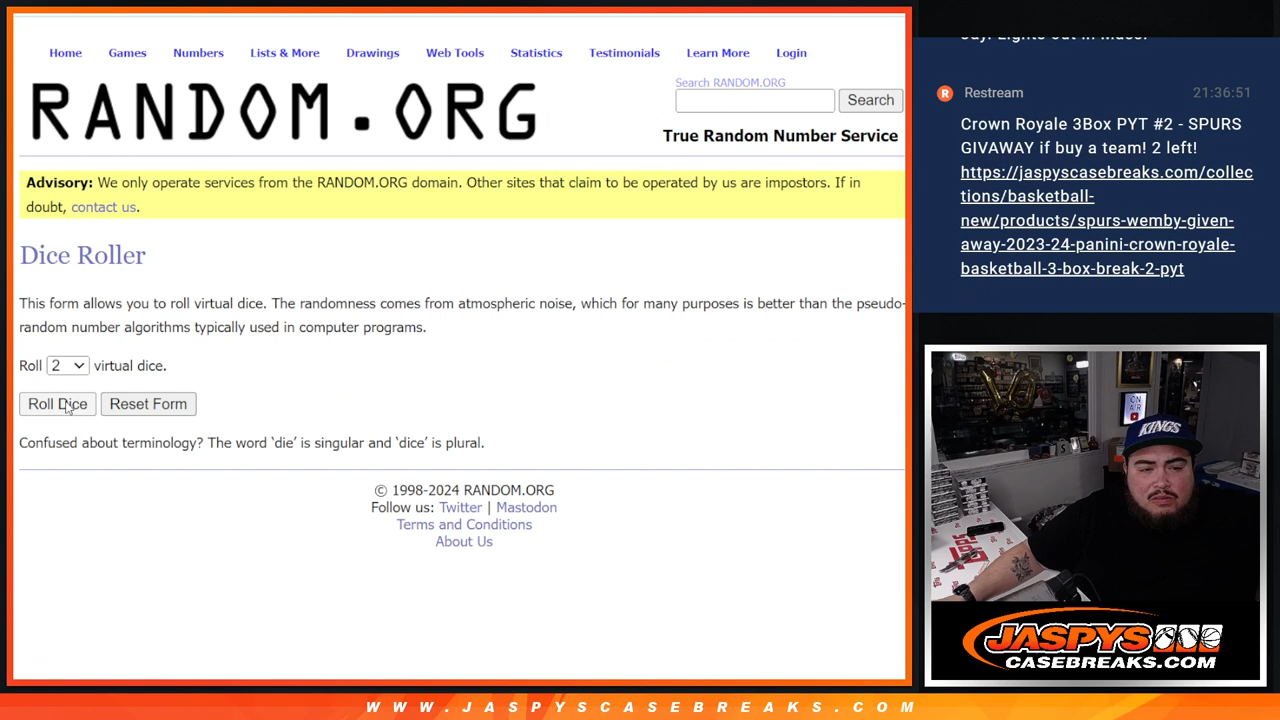 Home Games Numbers Lists & More Drawings Web Tools Statistics Testimonials Learn More Login
RANDOM.ORG
Search RANDOM.ORG
Search
True Random Number Service
Advisory: We only operate services from the RANDOM.ORG domain. Other sites that claim to be operated by us are impostors. If in
doubt, contact us.
Dice Roller
This form allows you to roll virtual dice. The randomness comes from atmospheric noise, which for many purposes is better than the pseudo-
random number algorithms typically used in computer programs.
Roll 2 virtual dice.
Roll Dice Reset Form
Confused about terminology? The word ‘die’ is singular and ‘dice’ is plural.
© 1998-2024 RANDOM.ORG
Follow us: Twitter | Mastodon
Terms and Conditions
About Us
R Restream 21:36:51
Crown Royale 3Box PYT #2 - SPURS
GIVAWAY if buy a team! 2 left!
https://jaspyscasebreaks.com/collec
tions/basketball-
new/products/spurs-wemby-given-
away-2023-24-panini-crown-royale-
basketball-3-box-break-2-pyt
ON
AIR
KINGS
JASPYS
CASEBREAKS.COM
WWW.JASPYSCASEBREAKS.COM